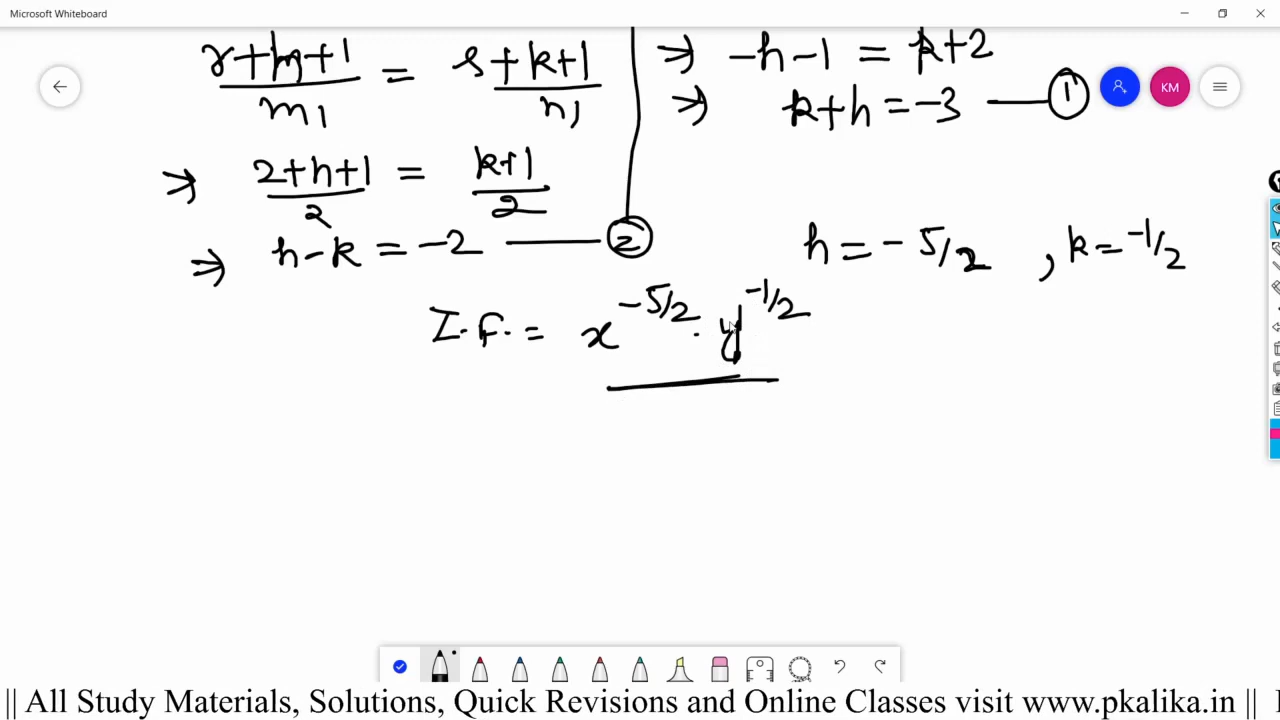 Microsoft Whiteboard
(r+h+1)/m₁ = (s+k+1)/n₁
⇒ (2+h+1)/2 = (k+1)/2
⇒ h-k = -2 —— ②
⇒ -h-1 = k+2
⇒ k+h = -3 —— ①
KM
h = -5/2 , k = -1/2
I.F. = x^(-5/2) · y^(-1/2)
|| All Study Materials, Solutions, Quick Revisions and Online Classes visit www.pkalika.in ||